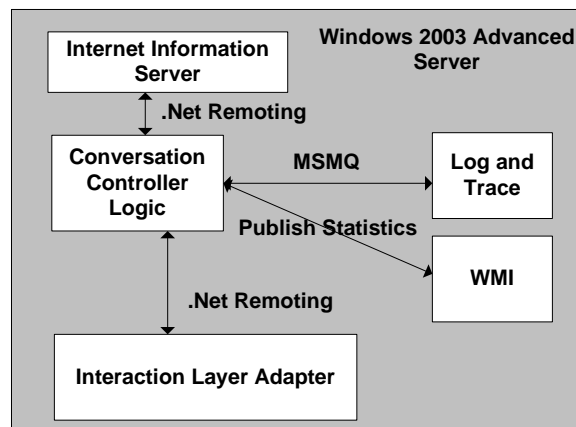 Internet Information
Server
Windows 2003 Advanced
Server
.Net Remoting
Conversation
Controller
Logic
MSMQ
Log and
Trace
Publish Statistics
WMI
.Net Remoting
Interaction Layer Adapter